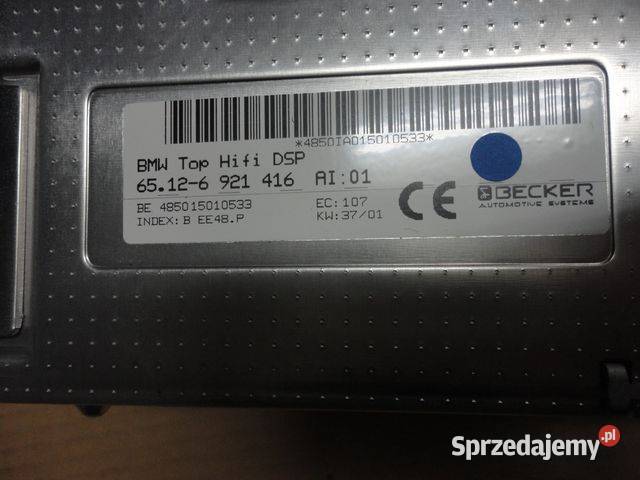 *4850IA015010533*
BMW Top Hifi DSP
65.12-6 921 416 AI:01
BE 485015010533 EC: 107
INDEX: B EE48.P KW: 37/01
CE
BECKER
AUTOMOTIVE SYSTEMS
Sprzedajemy.pl